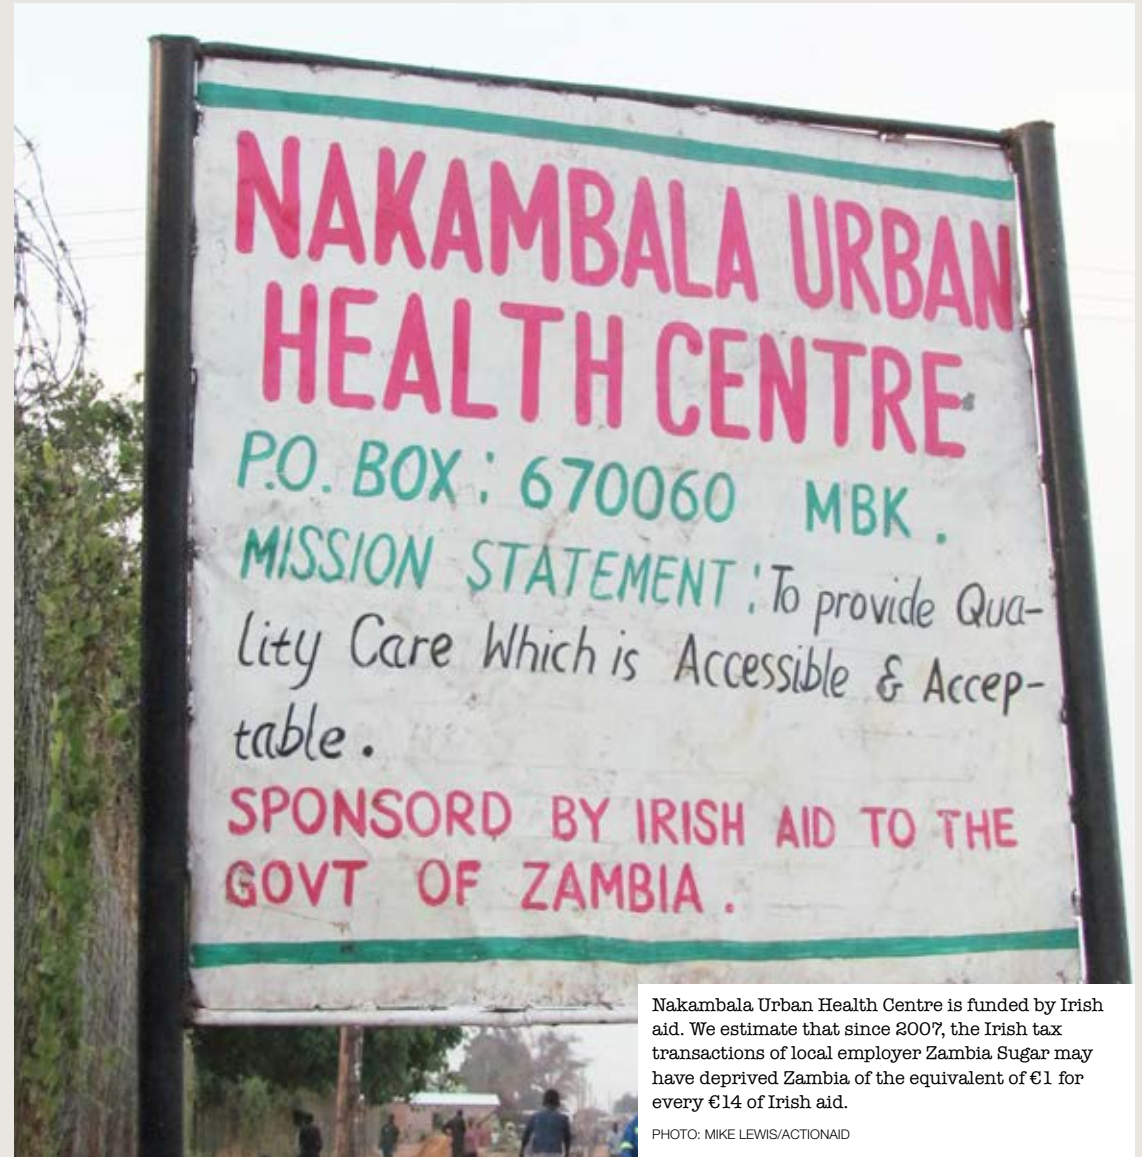 NAKAMBALA URBAN
HEALTH CENTRE
P.O. BOX: 670060 MBK.
MISSION STATEMENT: To provide Qua-
lity Care Which is Accessible & Accep-
table.
SPONSORD BY IRISH AID TO THE
GOVT OF ZAMBIA.
Nakambala Urban Health Centre is funded by Irish
aid. We estimate that since 2007, the Irish tax
transactions of local employer Zambia Sugar may
have deprived Zambia of the equivalent of €1 for
every €14 of Irish aid.
PHOTO: MIKE LEWIS/ACTIONAID